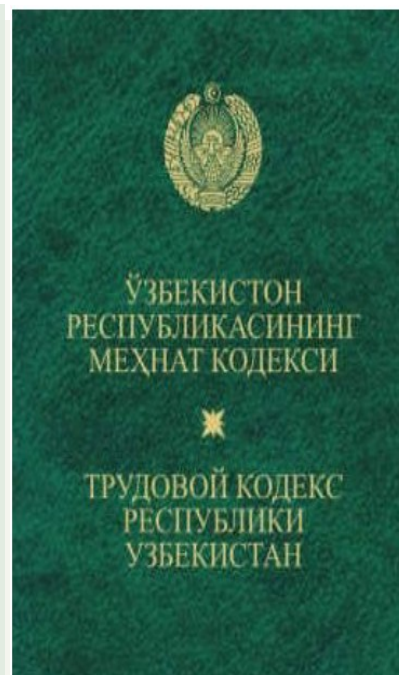 ЎЗБЕКИСТОН
РЕСПУБЛИКАСИНИНГ
МЕҲНАТ КОДЕКСИ
ТРУДОВОЙ КОДЕКС
РЕСПУБЛИКИ
УЗБЕКИСТАН